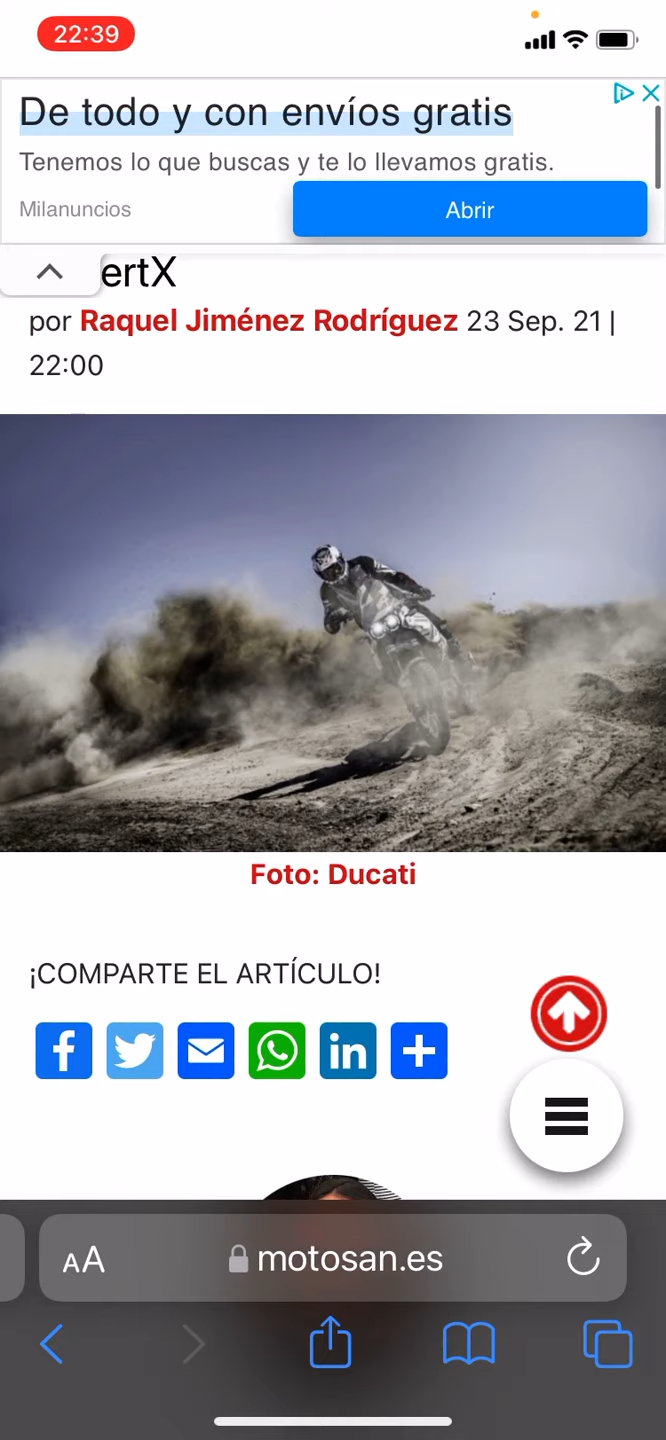 22:39
De todo y con envíos gratis
Tenemos lo que buscas y te lo llevamos gratis.
Milanuncios
Abrir
ertX
por Raquel Jiménez Rodríguez 23 Sep. 21 |
22:00
Foto: Ducati
¡COMPARTE EL ARTÍCULO!
AA
motosan.es